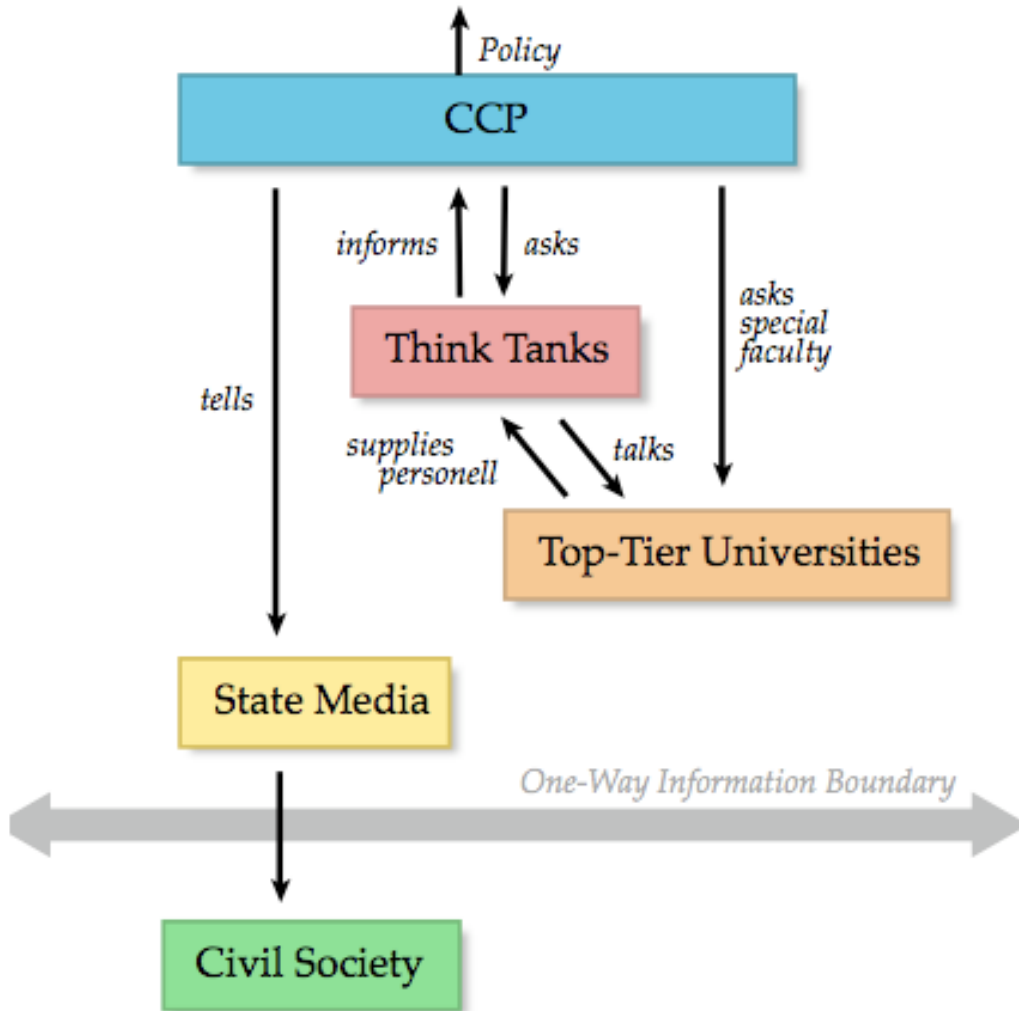 Policy
CCP
informs
asks
asks
special
faculty
Think Tanks
tells
supplies
personell
talks
Top-Tier Universities
State Media
One-Way Information Boundary
Civil Society